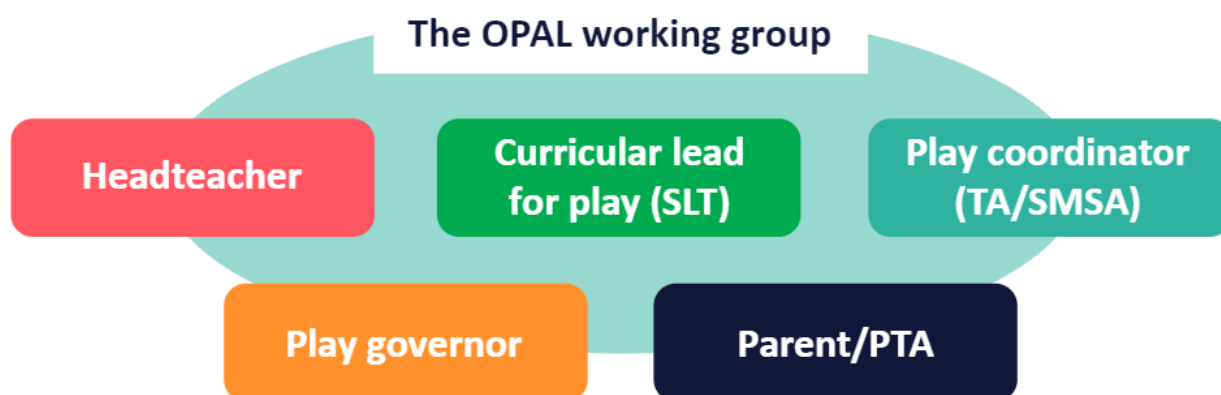 The OPAL working group
Headteacher
Curricular lead
for play (SLT)
Play coordinator
(TA/SMSA)
Play governor
Parent/PTA